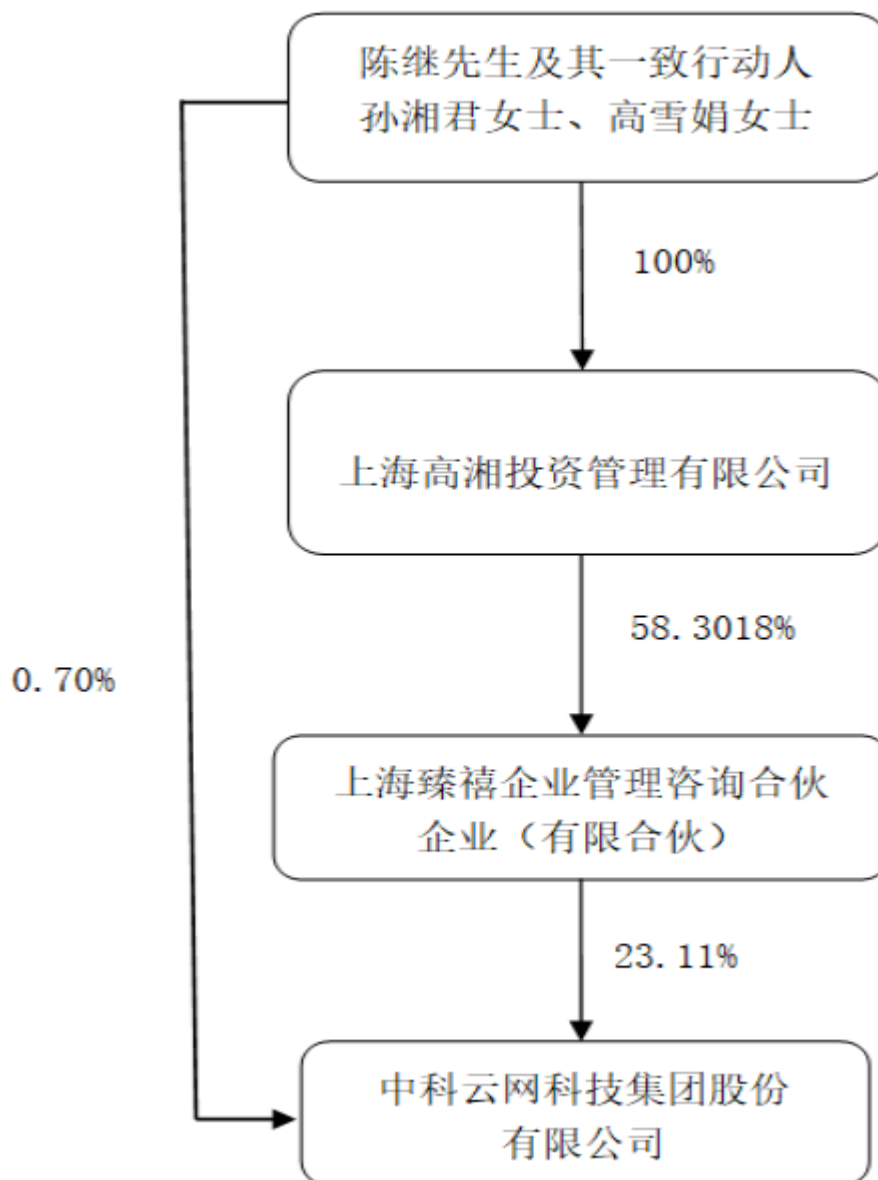 陈继先生及其一致行动人
孙湘君女士、高雪娟女士
100%
上海高湘投资管理有限公司
58.3018%
0.70%
上海臻禧企业管理咨询合伙
企业（有限合伙）
23.11%
中科云网科技集团股份
有限公司